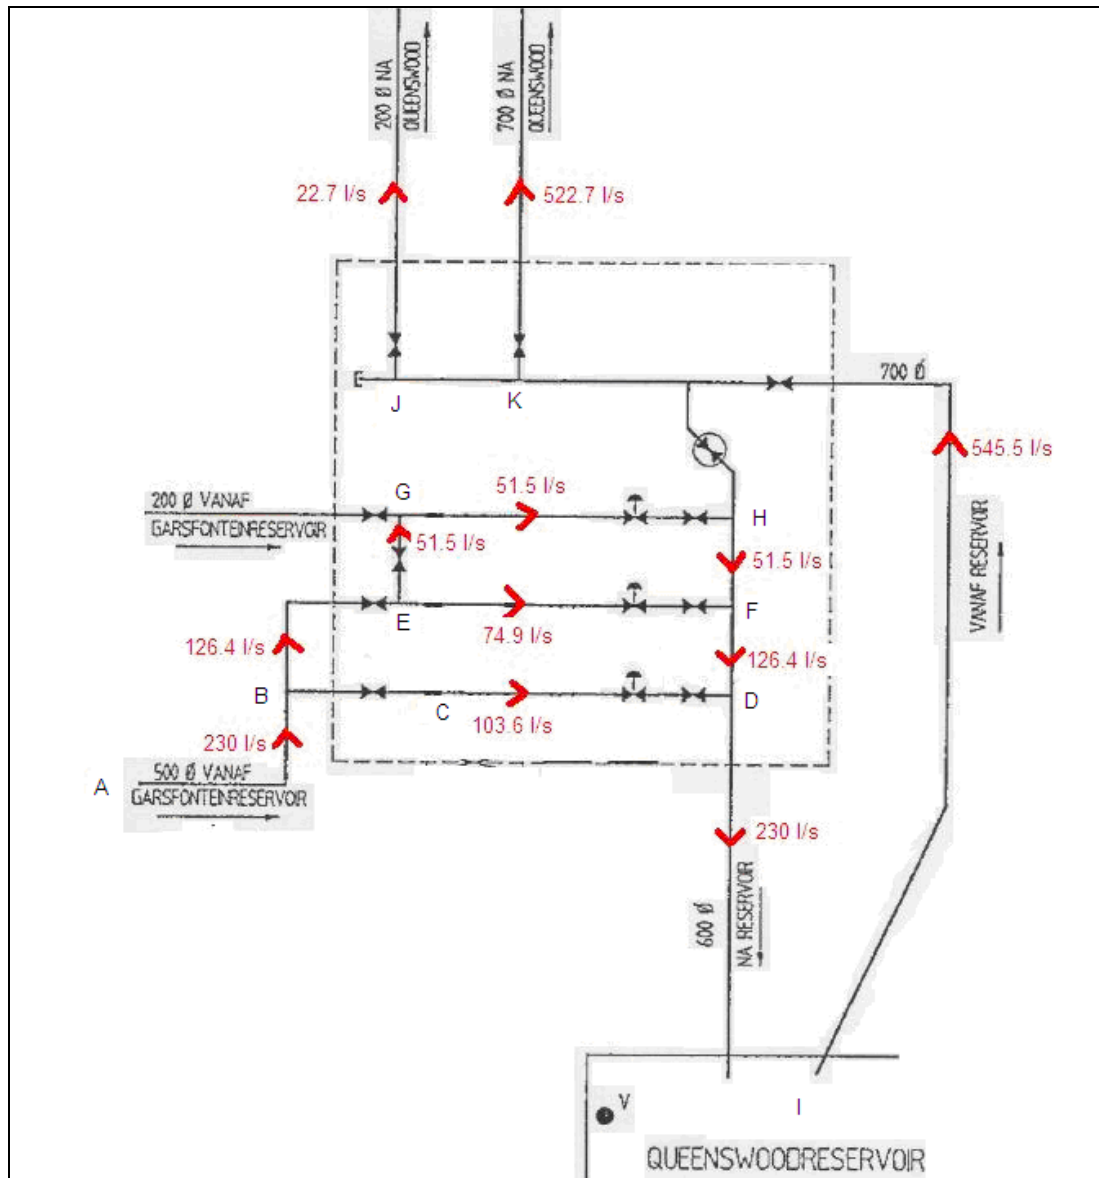 200 Ø NA
QUEENSWOOD
700 Ø NA
QUEENSWOOD
22.7 l/s
522.7 l/s
700 Ø
J
K
545.5 l/s
G
51.5 l/s
200 Ø VANAF
GARSFONTEINRESERVOIR
H
51.5 l/s
51.5 l/s
VANAF RESERVOIR
E
74.9 l/s
F
126.4 l/s
126.4 l/s
B
C
103.6 l/s
D
230 l/s
A
500 Ø VANAF
GARSFONTEINRESERVOIR
230 l/s
600 Ø
NA RESERVOIR
V
I
QUEENSWOODRESERVOIR